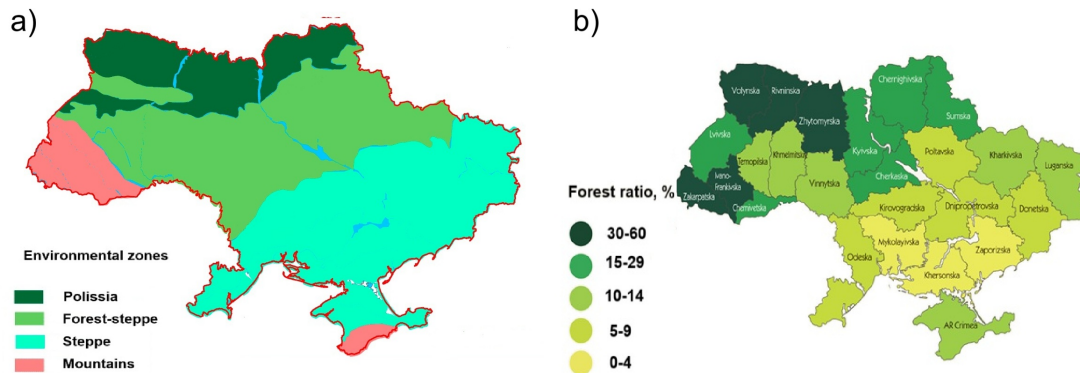 a)
Environmental zones
Polissia
Forest-steppe
Steppe
Mountains
b)
Forest ratio, %
30-60
15-29
10-14
5-9
0-4
Volynska
Rivninska
Zhytomyrska
Chernighivska
Sumska
Kyivska
Lvivska
Ternopilska
Khmelnitska
Vinnytska
Ivano-
Frankivska
Zakarpatska
Chernivetska
Cherkaska
Poltavska
Kharkivska
Luganska
Kirovogradska
Dnipropetrovska
Donetska
Mykolayivska
Zaporizska
Odeska
Khersonska
AR Crimea